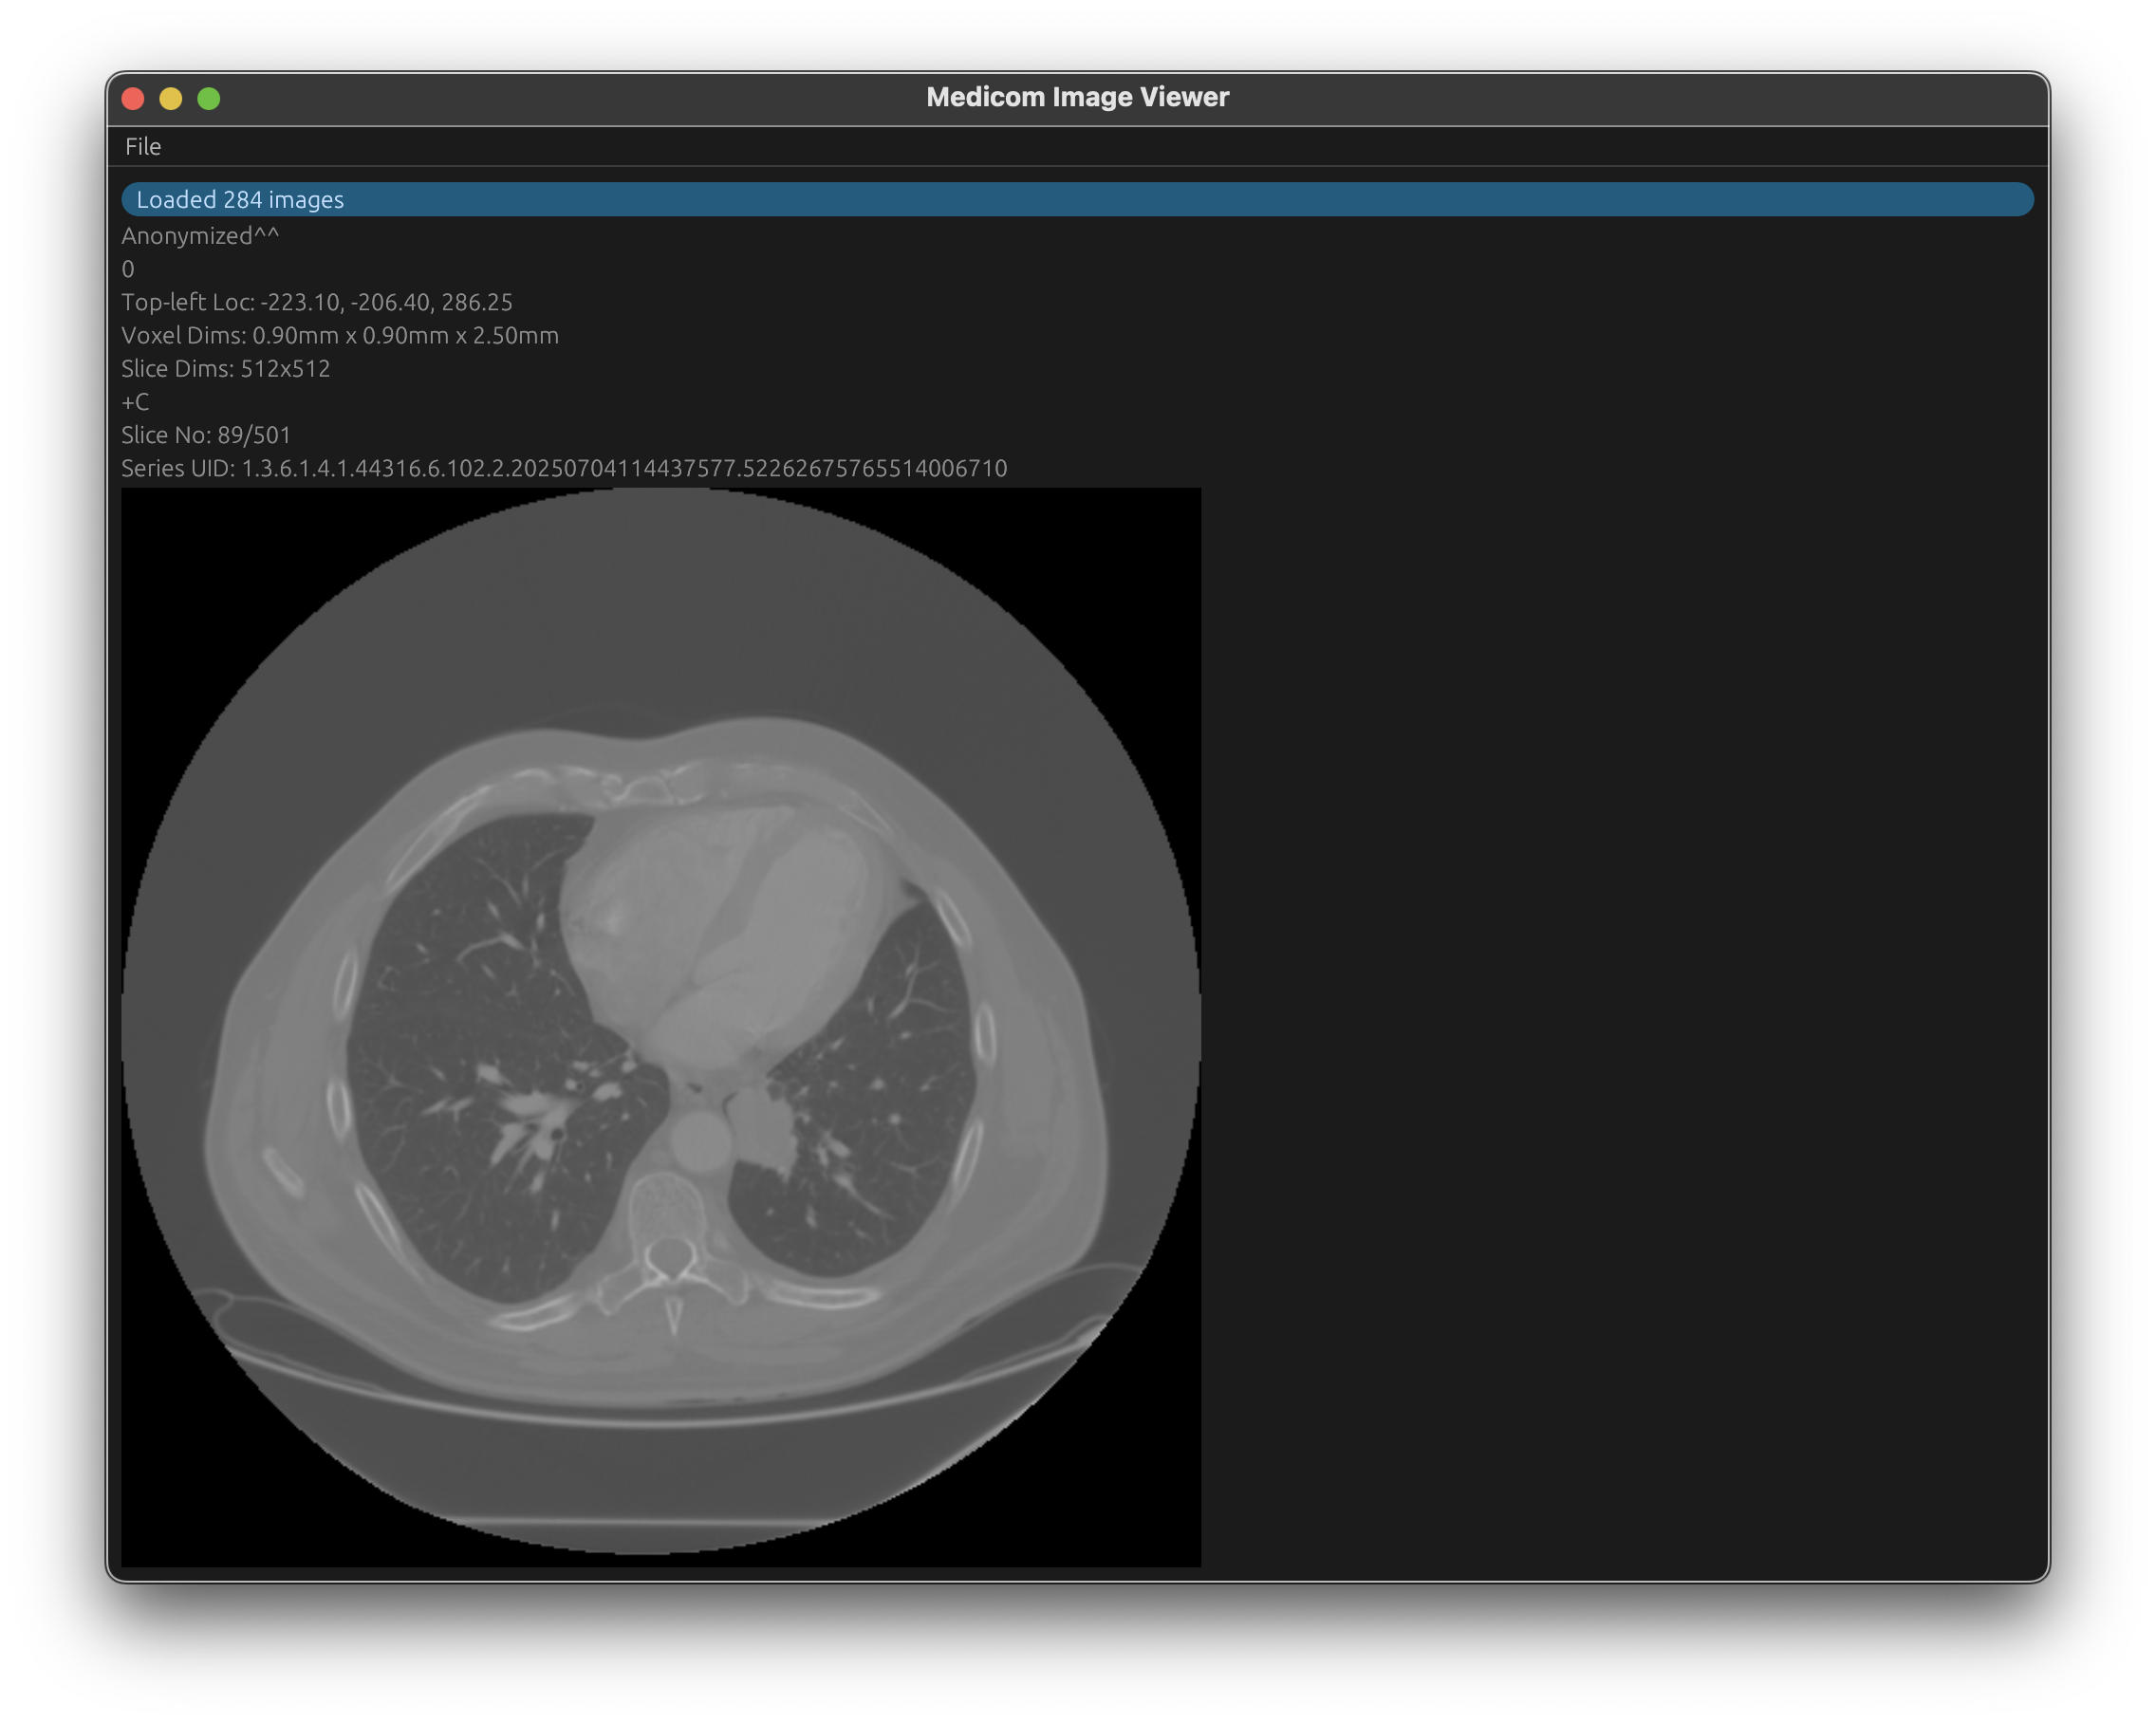 Medicom Image Viewer
File
Loaded 284 images
Anonymized^^
0
Top-left Loc: -223.10, -206.40, 286.25
Voxel Dims: 0.90mm x 0.90mm x 2.50mm
Slice Dims: 512x512
+C
Slice No: 89/501
Series UID: 1.3.6.1.4.1.44316.6.102.2.20250704114437577.52262675765514006710